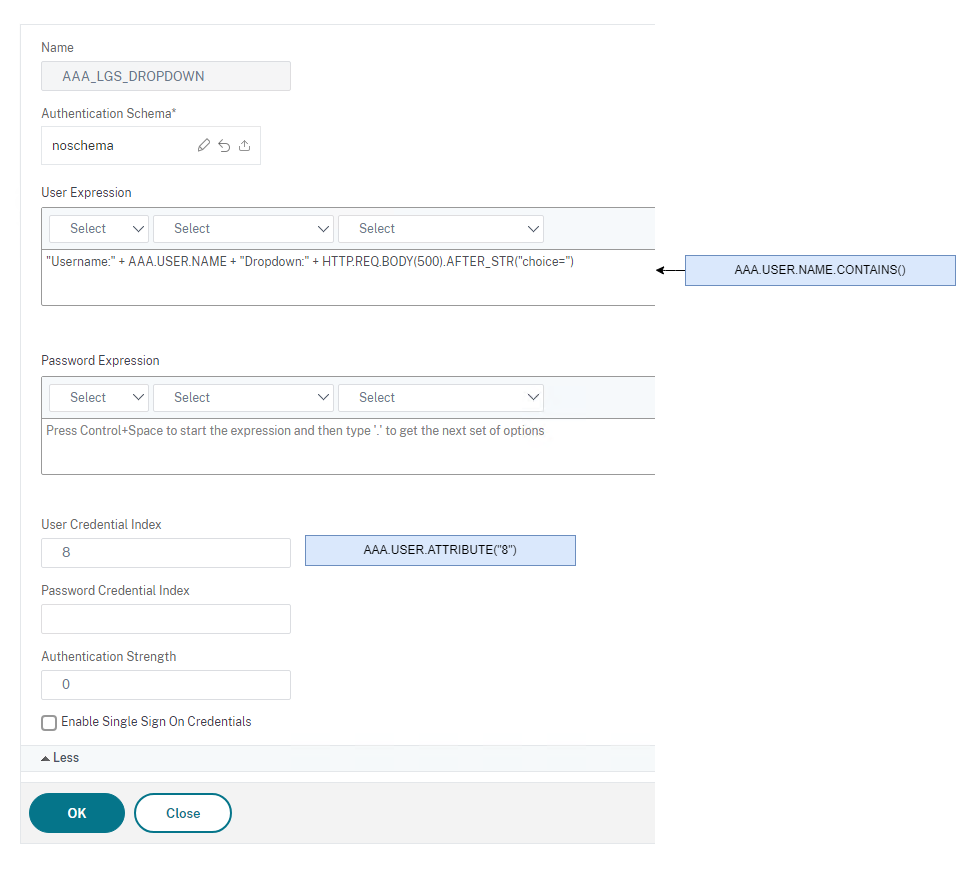 Name
AAA_LGS_DROPDOWN
Authentication Schema*
noschema
User Expression
Select Select Select
"Username:" + AAA.USER.NAME + "Dropdown:" + HTTP.REQ.BODY(500).AFTER_STR("choice=")
AAA.USER.NAME.CONTAINS()
Password Expression
Select Select Select
Press Control+Space to start the expression and then type '.' to get the next set of options
User Credential Index
8
AAA.USER.ATTRIBUTE("8")
Password Credential Index
Authentication Strength
0
Enable Single Sign On Credentials
Less
OK Close